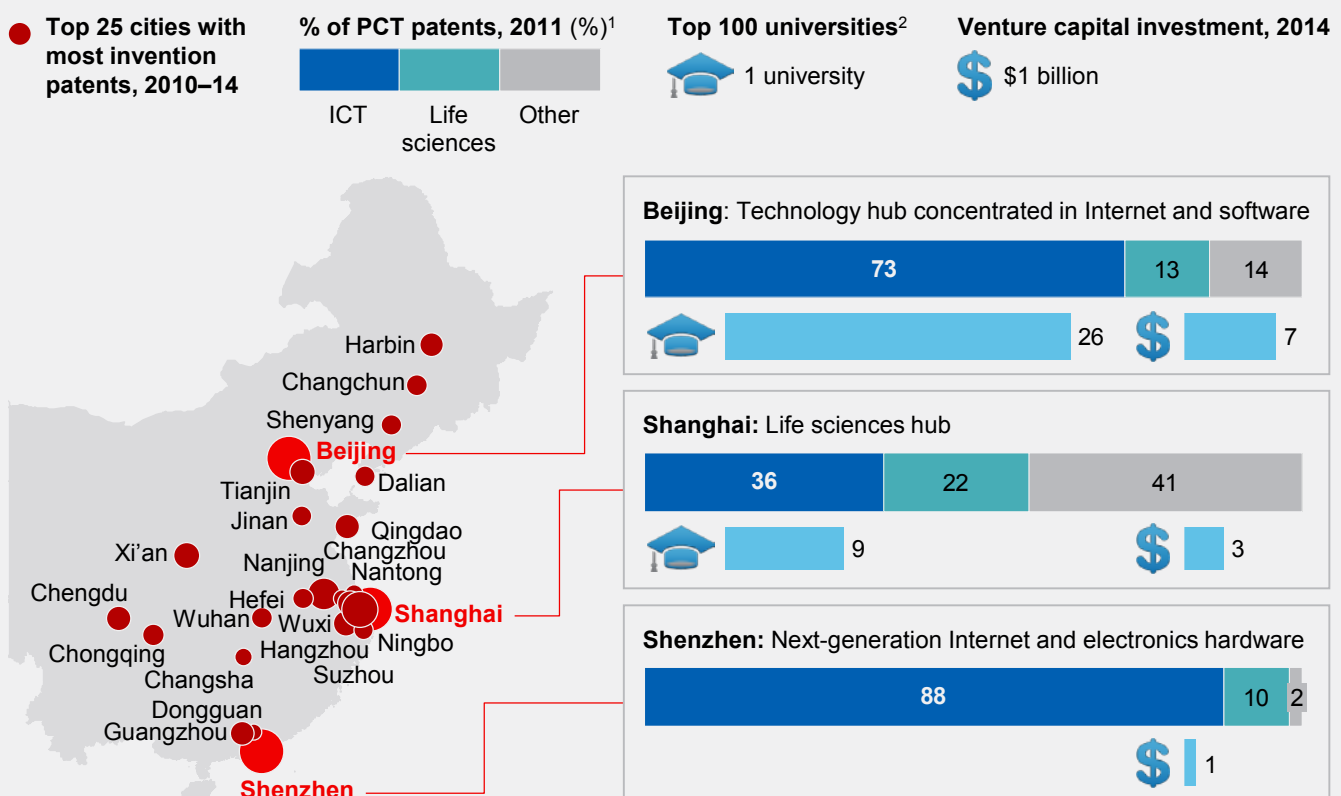 Top 25 cities with
most invention
patents, 2010–14
% of PCT patents, 2011 (%)¹
ICT
Life
sciences
Other
Top 100 universities²
1 university
Venture capital investment, 2014
$
$1 billion
Harbin
Changchun
Shenyang
Beijing
Tianjin
Dalian
Jinan
Qingdao
Xi’an
Changzhou
Nanjing
Nantong
Chengdu
Hefei
Wuhan
Wuxi
Shanghai
Ningbo
Chongqing
Hangzhou
Changsha
Suzhou
Dongguan
Guangzhou
Shenzhen
Beijing: Technology hub concentrated in Internet and software
73 13 14
26 $ 7
Shanghai: Life sciences hub
36 22 41
9 $ 3
Shenzhen: Next-generation Internet and electronics hardware
88 10 2
$ 1